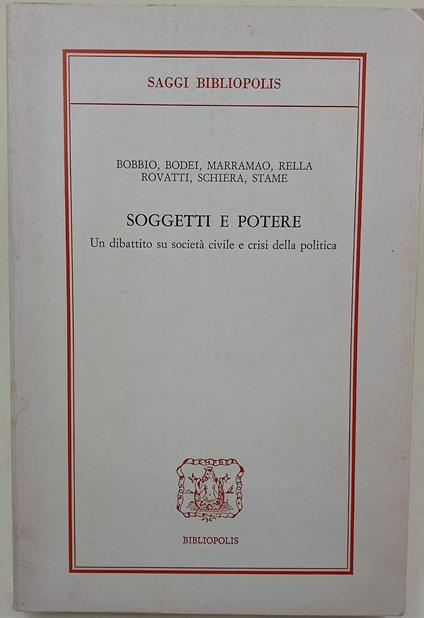 SAGGI BIBLIOPOLIS
BOBBIO, BODEI, MARRAMAO, RELLA
ROVATTI, SCHIERA, STAME
SOGGETTI E POTERE
Un dibattito su società civile e crisi della politica
BIBLIOPOLIS